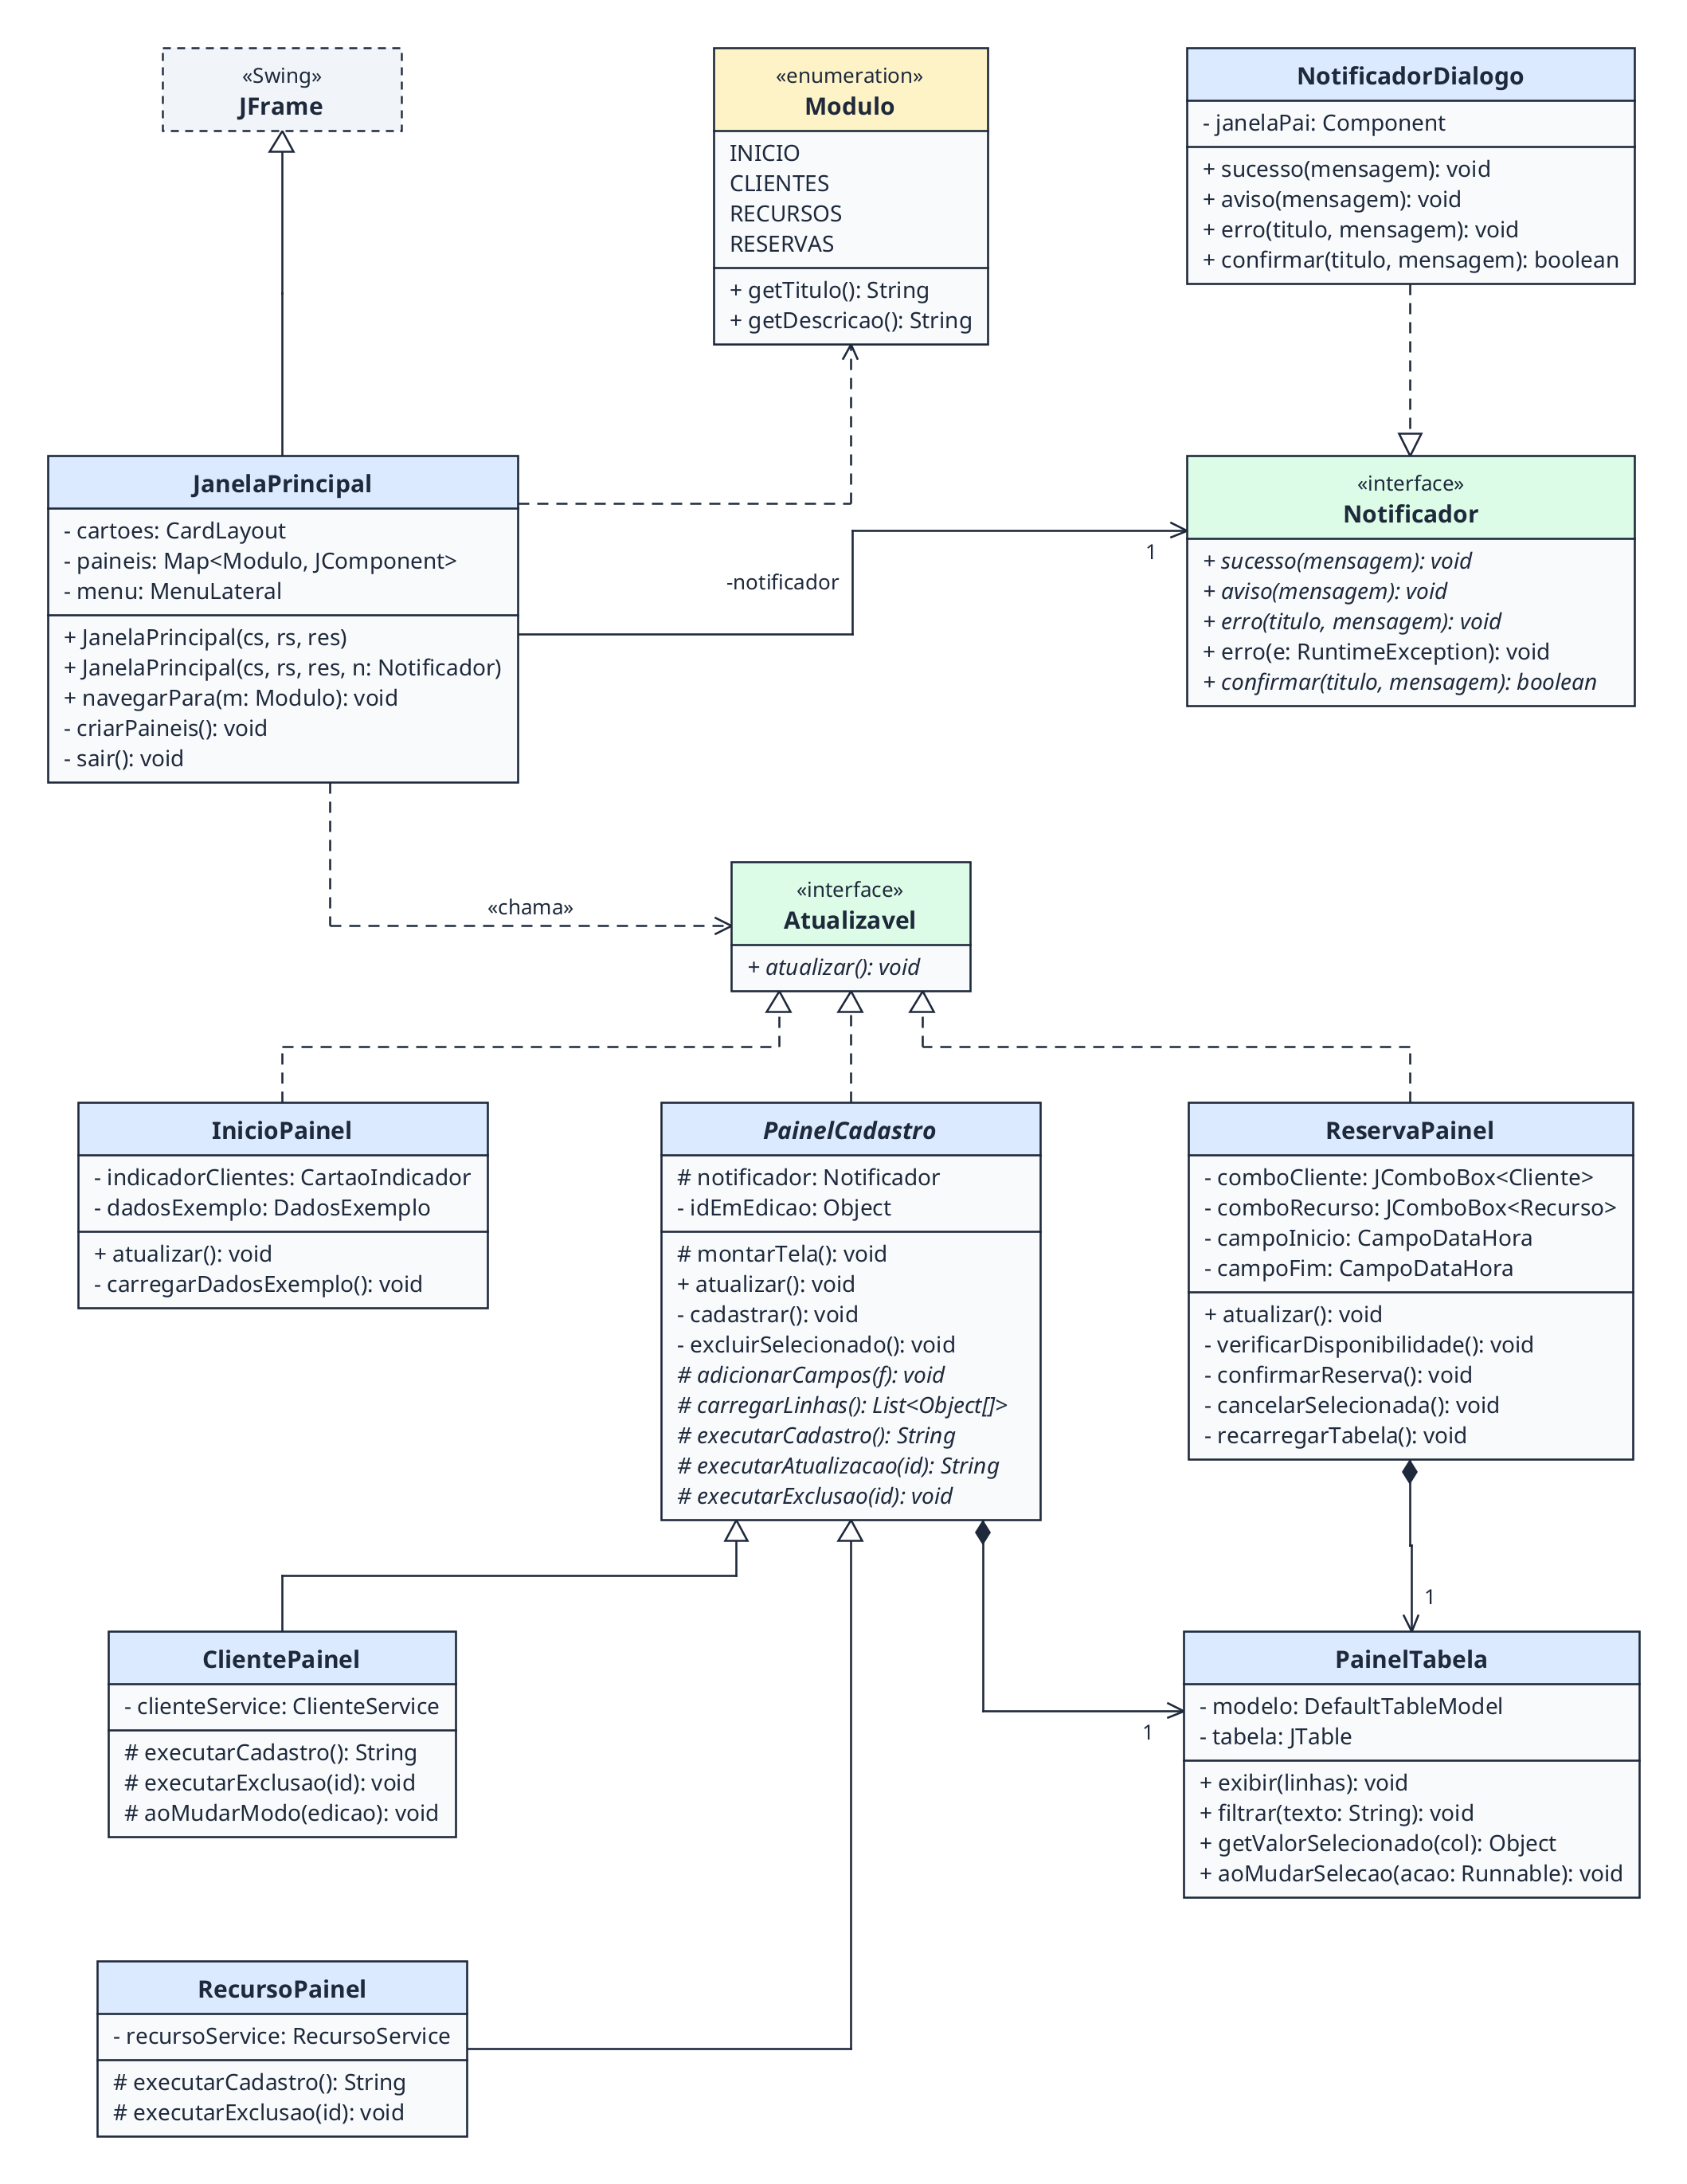 «Swing»
JFrame
«enumeration»
Modulo
INICIO
CLIENTES
RECURSOS
RESERVAS
+ getTitulo(): String
+ getDescricao(): String
NotificadorDialogo
- janelaPai: Component
+ sucesso(mensagem): void
+ aviso(mensagem): void
+ erro(titulo, mensagem): void
+ confirmar(titulo, mensagem): boolean
JanelaPrincipal
- cartoes: CardLayout
- paineis: Map<Modulo, JComponent>
- menu: MenuLateral
+ JanelaPrincipal(cs, rs, res)
+ JanelaPrincipal(cs, rs, res, n: Notificador)
+ navegarPara(m: Modulo): void
- criarPaineis(): void
- sair(): void
-notificador
1
«interface»
Notificador
+ sucesso(mensagem): void
+ aviso(mensagem): void
+ erro(titulo, mensagem): void
+ erro(e: RuntimeException): void
+ confirmar(titulo, mensagem): boolean
«chama»
«interface»
Atualizavel
+ atualizar(): void
InicioPainel
- indicadorClientes: CartaoIndicador
- dadosExemplo: DadosExemplo
+ atualizar(): void
- carregarDadosExemplo(): void
PainelCadastro
# notificador: Notificador
- idEmEdicao: Object
# montarTela(): void
+ atualizar(): void
- cadastrar(): void
- excluirSelecionado(): void
# adicionarCampos(f): void
# carregarLinhas(): List<Object[]>
# executarCadastro(): String
# executarAtualizacao(id): String
# executarExclusao(id): void
ReservaPainel
- comboCliente: JComboBox<Cliente>
- comboRecurso: JComboBox<Recurso>
- campoInicio: CampoDataHora
- campoFim: CampoDataHora
+ atualizar(): void
- verificarDisponibilidade(): void
- confirmarReserva(): void
- cancelarSelecionada(): void
- recarregarTabela(): void
1
ClientePainel
- clienteService: ClienteService
# executarCadastro(): String
# executarExclusao(id): void
# aoMudarModo(edicao): void
1
PainelTabela
- modelo: DefaultTableModel
- tabela: JTable
+ exibir(linhas): void
+ filtrar(texto: String): void
+ getValorSelecionado(col): Object
+ aoMudarSelecao(acao: Runnable): void
RecursoPainel
- recursoService: RecursoService
# executarCadastro(): String
# executarExclusao(id): void